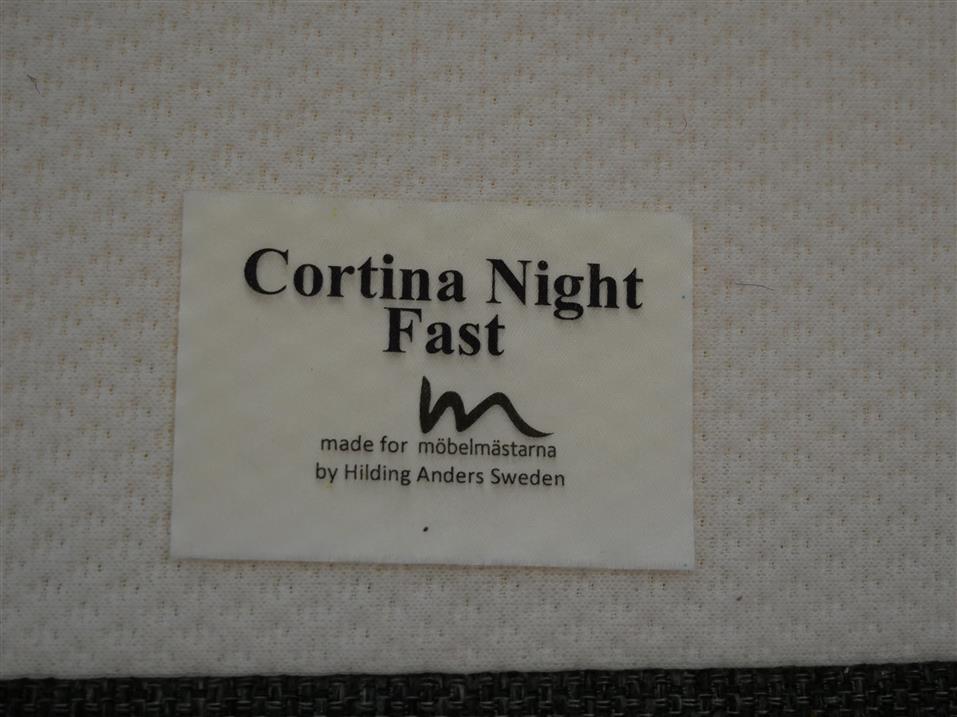 Cortina Night
Fast
made for möbelmästarna
by Hilding Anders Sweden